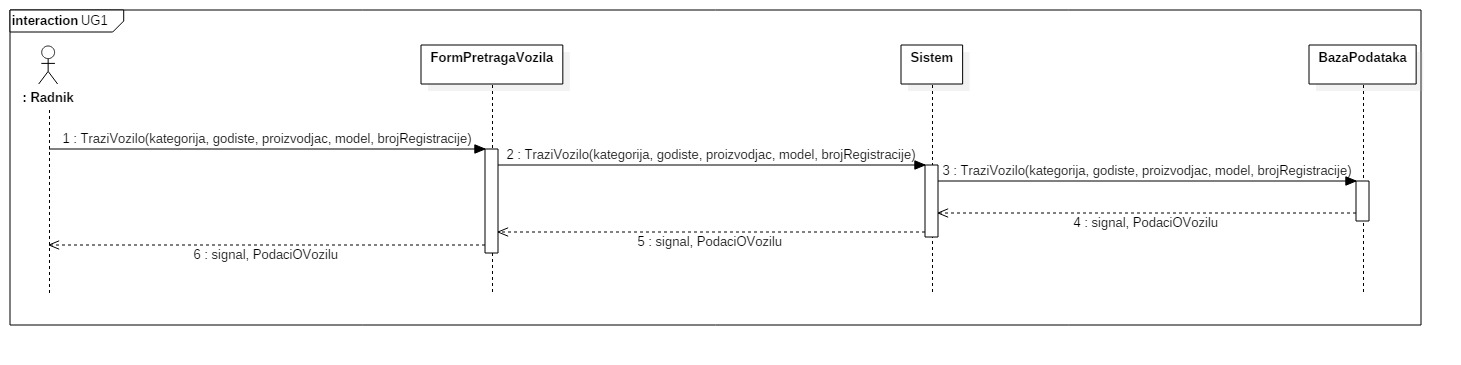 interaction UG1
FormPretragaVozila
Sistem
BazaPodataka
: Radnik
1 : TraziVozilo(kategorija, godiste, proizvodjac, model, brojRegistracije)
2 : TraziVozilo(kategorija, godiste, proizvodjac, model, brojRegistracije)
3 : TraziVozilo(kategorija, godiste, proizvodjac, model, brojRegistracije)
4 : signal, PodaciOVozilu
5 : signal, PodaciOVozilu
6 : signal, PodaciOVozilu